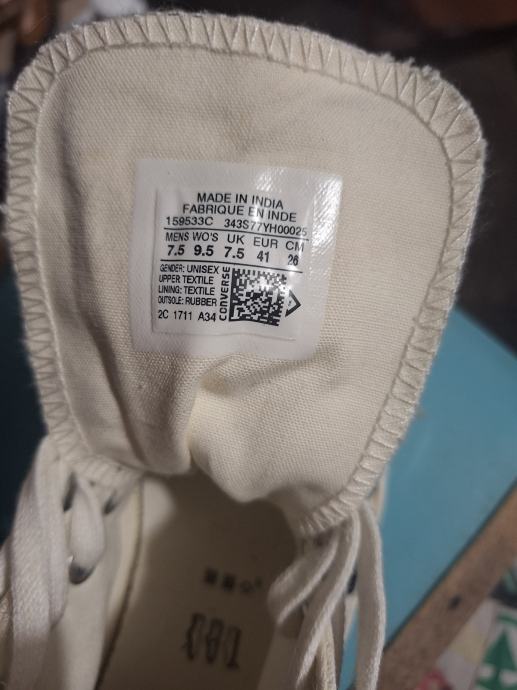 MADE IN INDIA
FABRIQUE EN INDE
159533C 343S77YH00025
MENS WO'S UK EUR CM
7.5 9.5 7.5 41 26
GENDER: UNISEX
UPPER TEXTILE
LINING: TEXTILE
OUTSOLE: RUBBER
2C 1711 A34
CONVERSE